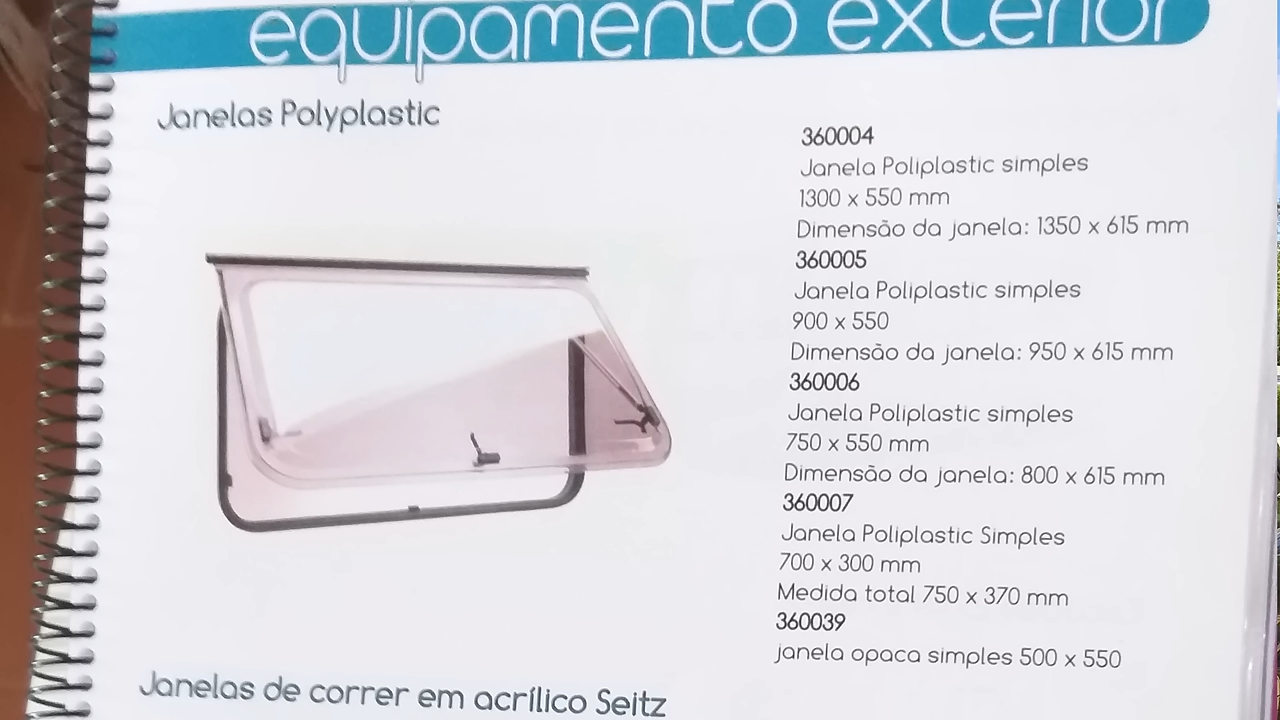 equipamento exterior
Janelas Polyplastic
360004
Janela Poliplastic simples
1300 x 550 mm
Dimensão da janela: 1350 x 615 mm
360005
Janela Poliplastic simples
900 x 550
Dimensão da janela: 950 x 615 mm
360006
Janela Poliplastic simples
750 x 550 mm
Dimensão da janela: 800 x 615 mm
360007
Janela Poliplastic Simples
700 x 300 mm
Medida total 750 x 370 mm
360039
janela opaca simples 500 x 550
Janelas de correr em acrílico Seitz